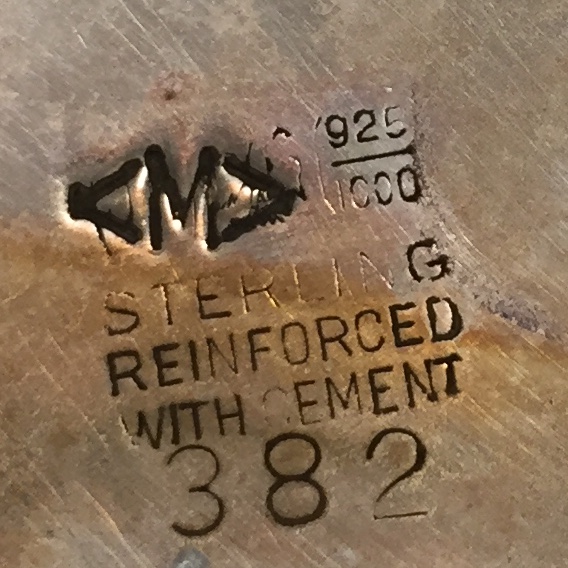 925
1000
M
STERLING
REINFORCED
WITH CEMENT
382